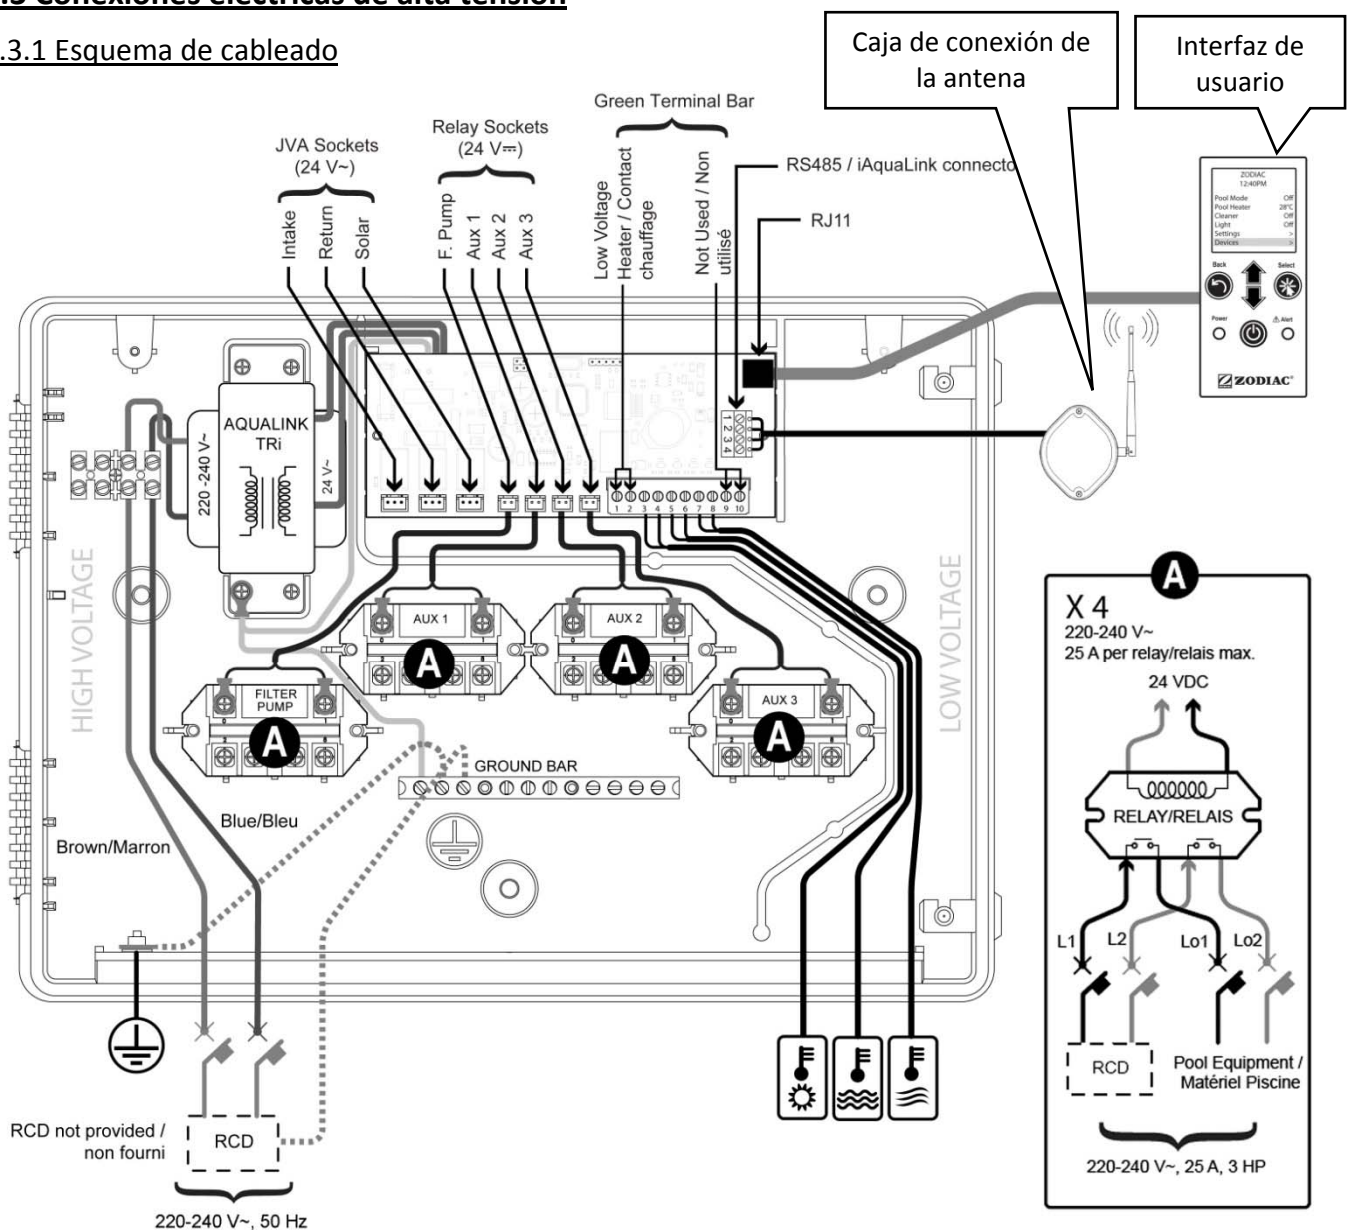 .3 Conexiones eléctricas de alta tensión
.3.1 Esquema de cableado
Caja de conexión de
la antena
Interfaz de
usuario
Green Terminal Bar
Relay Sockets
(24 V⎓)
JVA Sockets
(24 V~)
RS485 / iAquaLink connecto
RJ11
Intake
Return
Solar
F. Pump
Aux 1
Aux 2
Aux 3
Low Voltage
Heater / Contact
chauffage
Not Used / Non
utilisé
ZODIAC
12:40PM
Pool Mode Off
Pool Heater 28°C
Cleaner Off
Light Off
Settings >
Devices >
Back
Select
Power
Alert
ZODIAC
AQUALINK
TRi
220 -240 V~
24 V~
1
2
3
4
1 2 3 4 5 6 7 8 9 10
HIGH VOLTAGE
LOW VOLTAGE
AUX 1
A
AUX 2
A
FILTER
PUMP
A
AUX 3
A
GROUND BAR
Blue/Bleu
Brown/Marron
RCD not provided /
non fourni
RCD
220-240 V~, 50 Hz
A
X 4
220-240 V~
25 A per relay/relais max.
24 VDC
RELAY/RELAIS
L1
L2
Lo1
Lo2
RCD
Pool Equipment /
Matériel Piscine
220-240 V~, 25 A, 3 HP